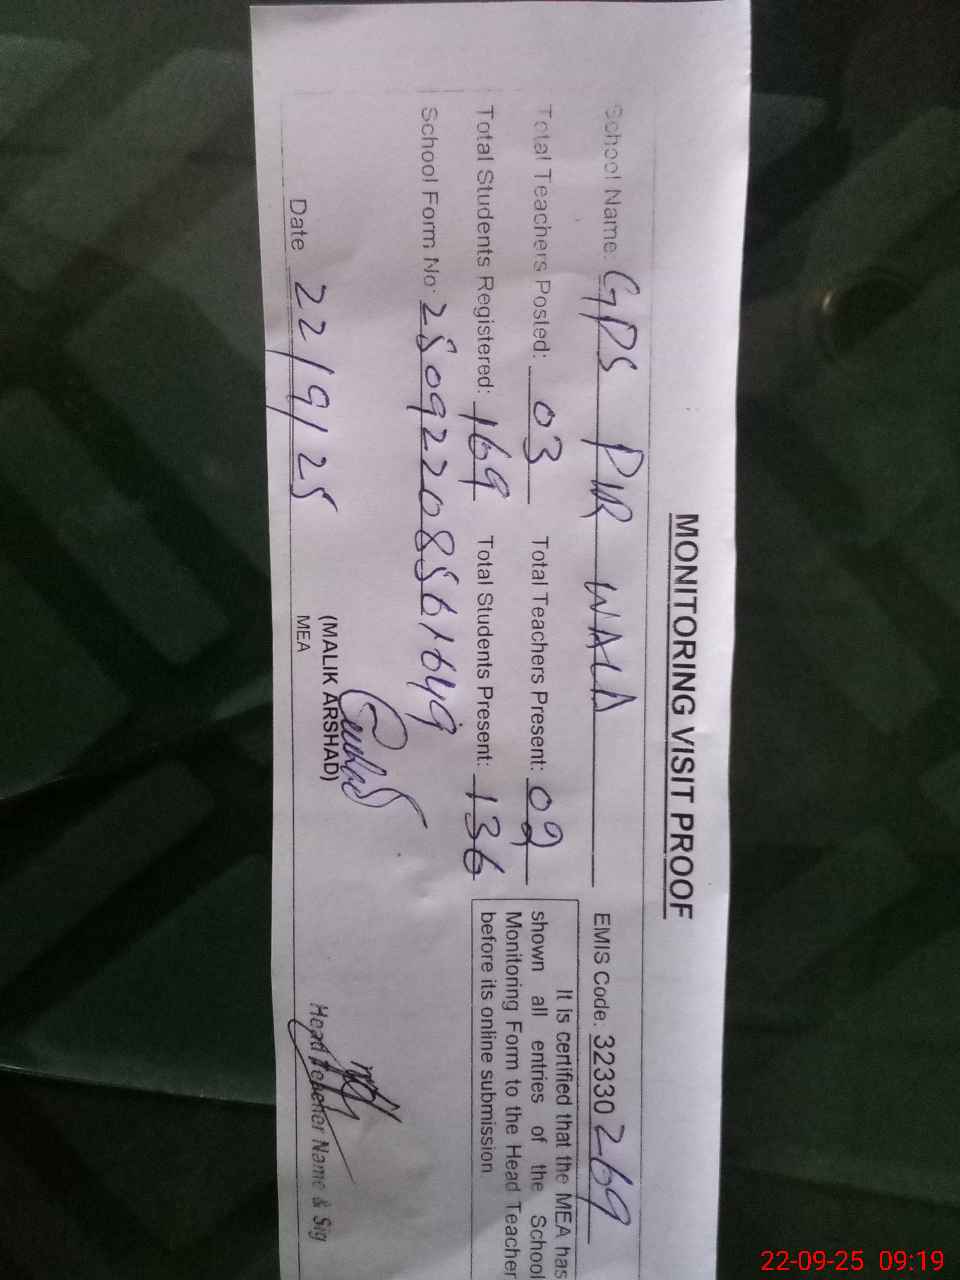 MONITORING VISIT PROOF
School Name: GPS PIR WALA EMIS Code: 32330 269
Total Teachers Posted: 03 Total Teachers Present: 02
Total Students Registered: 169 Total Students Present: 136
School Form No: 25092208561649
It is certified that the MEA has
shown all entries of the School
Monitoring Form to the Head Teacher
before its online submission.
Date 22/9/25
(MALIK ARSHAD)
MEA
Head Teacher Name & Sig
22-09-25 09:19